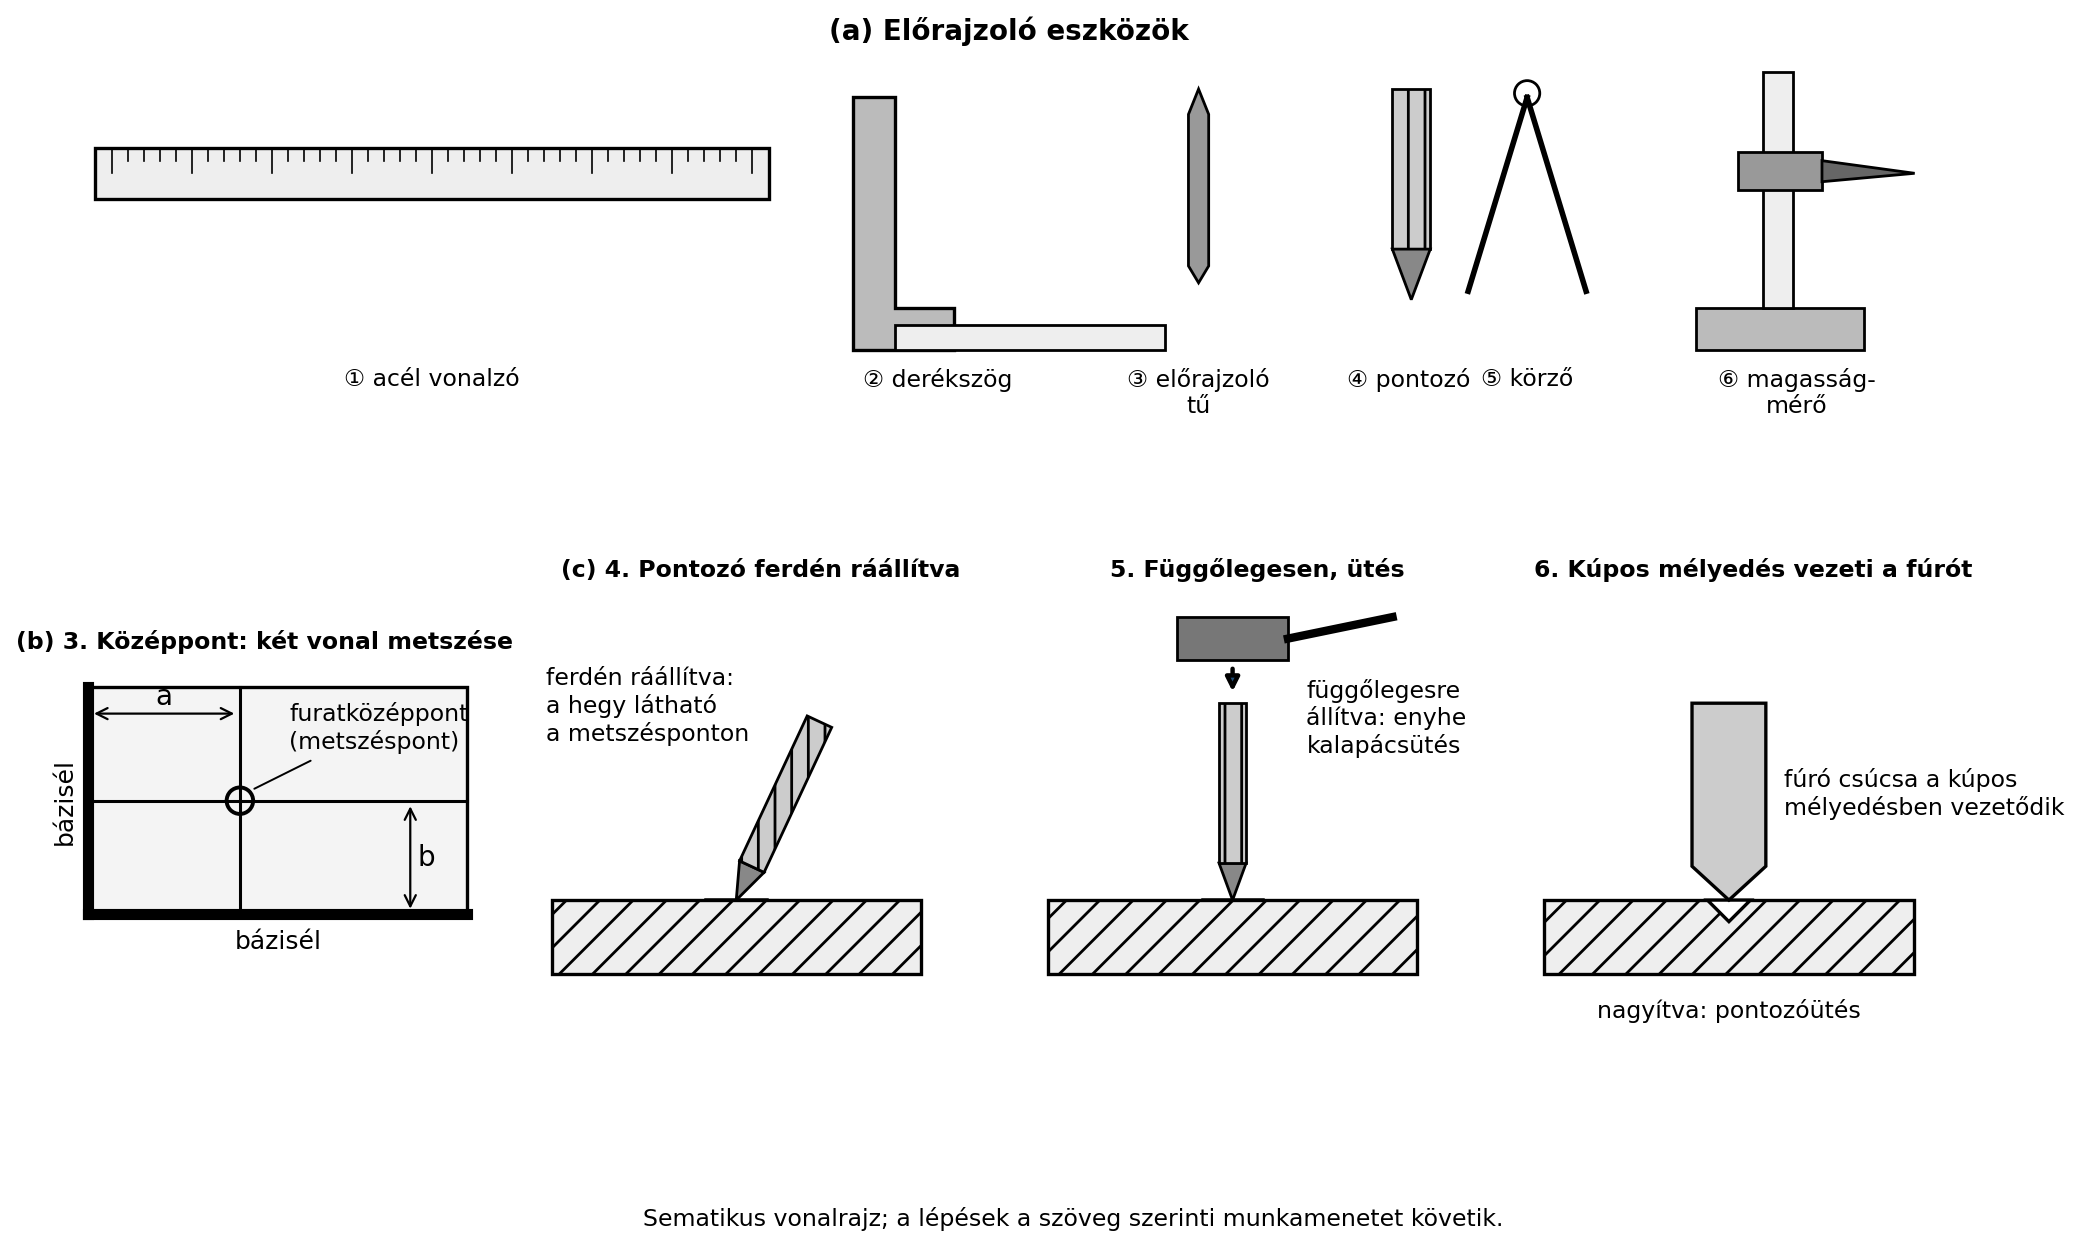 (a) Előrajzoló eszközök
① acél vonalzó
② derékszög
③ előrajzoló
tű
④ pontozó
⑤ körző
⑥ magasság-
mérő
(b) 3. Középpont: két vonal metszése
a
furatközéppont
(metszéspont)
b
bázisél
bázisél
(c) 4. Pontozó ferdén ráállítva
ferdén ráállítva:
a hegy látható
a metszésponton
5. Függőlegesen, ütés
függőlegesre
állítva: enyhe
kalapácsütés
6. Kúpos mélyedés vezeti a fúrót
fúró csúcsa a kúpos
mélyedésben vezetődik
nagyítva: pontozóütés
Sematikus vonalrajz; a lépések a szöveg szerinti munkamenetet követik.